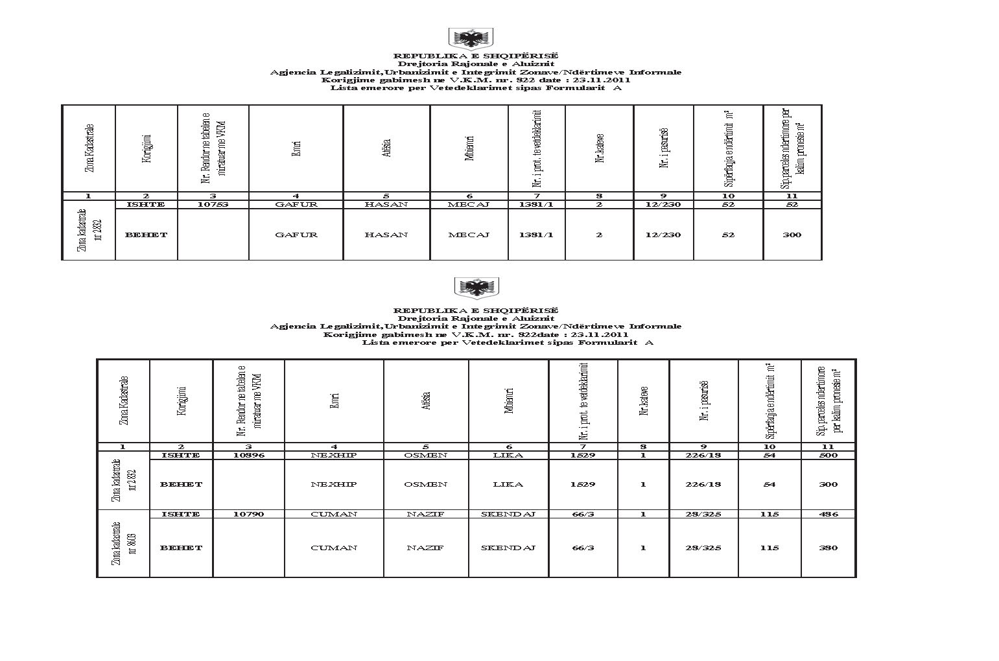 REPUBLIKA E SHQIPËRISË
Drejtoria Rajonale e Aluiznit
Agjencia Legalizimit,Urbanizimit e Integrimit Zonave/Ndërtimeve Informale
Korigjime gabimesh ne V.K.M. nr. 822 date : 23.11.2011
Lista emerore per Vetedeklarimet sipas Formularit A
Zona Kadastrale
Korigjimi
Nr. Rendor ne tabelen e
miratuar me VKM
Emri
Atësia
Mbiemri
Nr. i prot. te vetdeklarimit
Nr.kateve
Nr. i pasurisë
Sipërfaqja e ndërtimit m²
Sip.parceles ndertimore per
kalim pronesie m²
1 2 3 4 5 6 7 8 9 10 11
Zona kadastrale
nr 2832
ISHTE 10753 GAFUR HASAN MECAJ 1381/1 2 12/230 52 52
BEHET GAFUR HASAN MECAJ 1381/1 2 12/230 52 300
REPUBLIKA E SHQIPËRISË
Drejtoria Rajonale e Aluiznit
Agjencia Legalizimit,Urbanizimit e Integrimit Zonave/Ndërtimeve Informale
Korigjime gabimesh ne V.K.M. nr. 822date : 23.11.2011
Lista emerore per Vetedeklarimet sipas Formularit A
Zona Kadastrale
Korigjimi
Nr. Rendor ne tabelen e
miratuar me VKM
Emri
Atësia
Mbiemri
Nr. i prot. te vetdeklarimit
Nr.kateve
Nr. i pasurisë
Sipërfaqja e ndërtimit m²
Sip.parceles ndertimore
per kalim pronesie m²
1 2 3 4 5 6 7 8 9 10 11
Zona kadastrale
nr 2832
ISHTE 10896 NEXHIP OSMEN LIKA 1529 1 226/18 54 500
BEHET NEXHIP OSMEN LIKA 1529 1 226/18 54 300
Zona kadastrale
nr 8603
ISHTE 10790 CUMAN NAZIF SKENDAJ 66/3 1 28/325 115 486
BEHET CUMAN NAZIF SKENDAJ 66/3 1 28/325 115 380